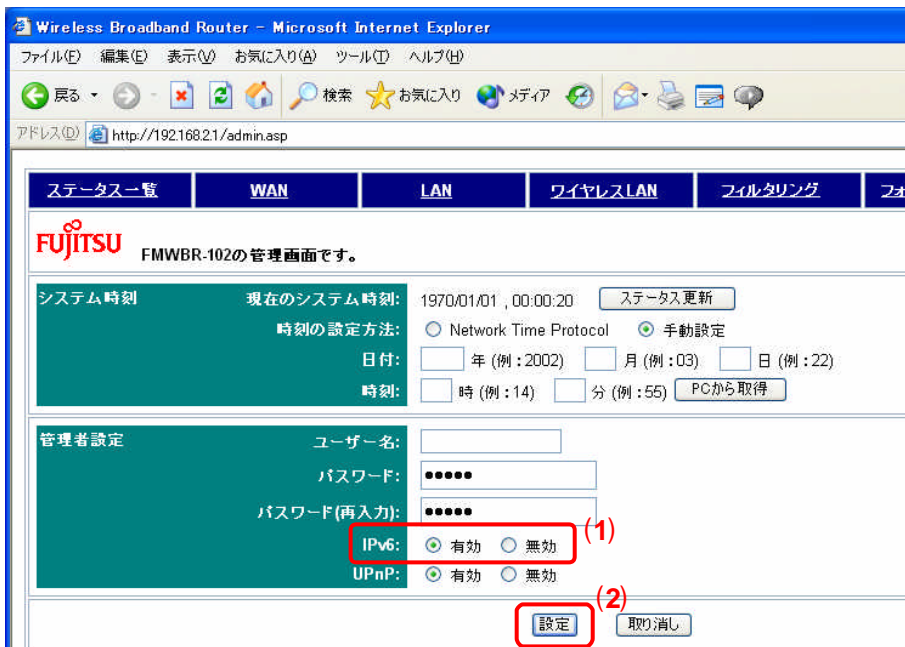 Wireless Broadband Router - Microsoft Internet Explorer
ファイル(F) 編集(E) 表示(V) お気に入り(A) ツール(T) ヘルプ(H)
戻る 検索 お気に入り メディア
アドレス(D) http://192.168.2.1/admin.asp
ステータス一覧 WAN LAN ワイヤレスLAN フィルタリング フォ
FUJITSU FMWBR-102の管理画面です。
システム時刻 現在のシステム時刻: 1970/01/01 , 00:00:20 ステータス更新
時刻の設定方法: Network Time Protocol 手動設定
日付: 年 (例 : 2002) 月 (例 : 03) 日 (例 : 22)
時刻: 時 (例 : 14) 分 (例 : 55) PCから取得
管理者設定 ユーザー名:
パスワード: ●●●●●
パスワード(再入力): ●●●●●
IPv6: 有効 無効 (1)
UPnP: 有効 無効
(2)
設定 取り消し